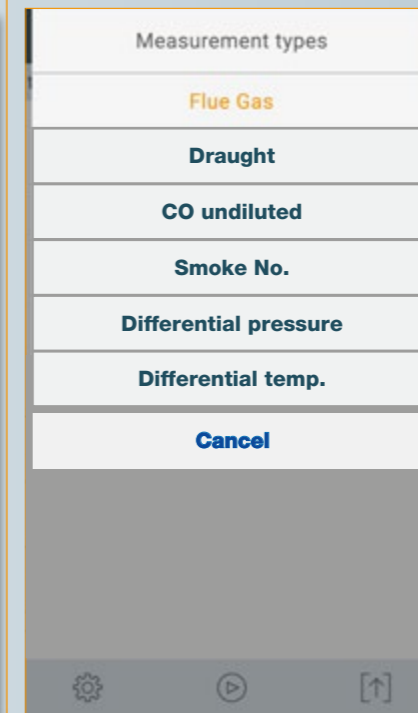 Measurement types
Flue Gas
Draught
CO undiluted
Smoke No.
Differential pressure
Differential temp.
Cancel